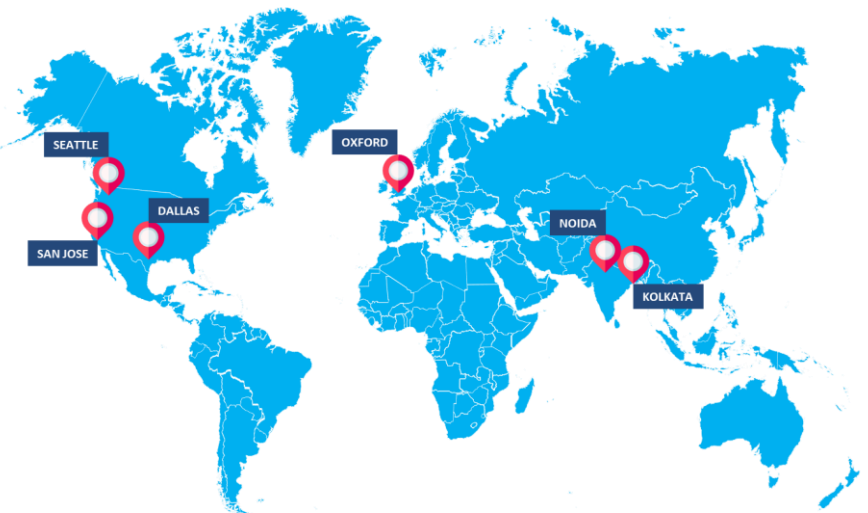 OXFORD
SEATTLE
DALLAS
NOIDA
SAN JOSE
KOLKATA